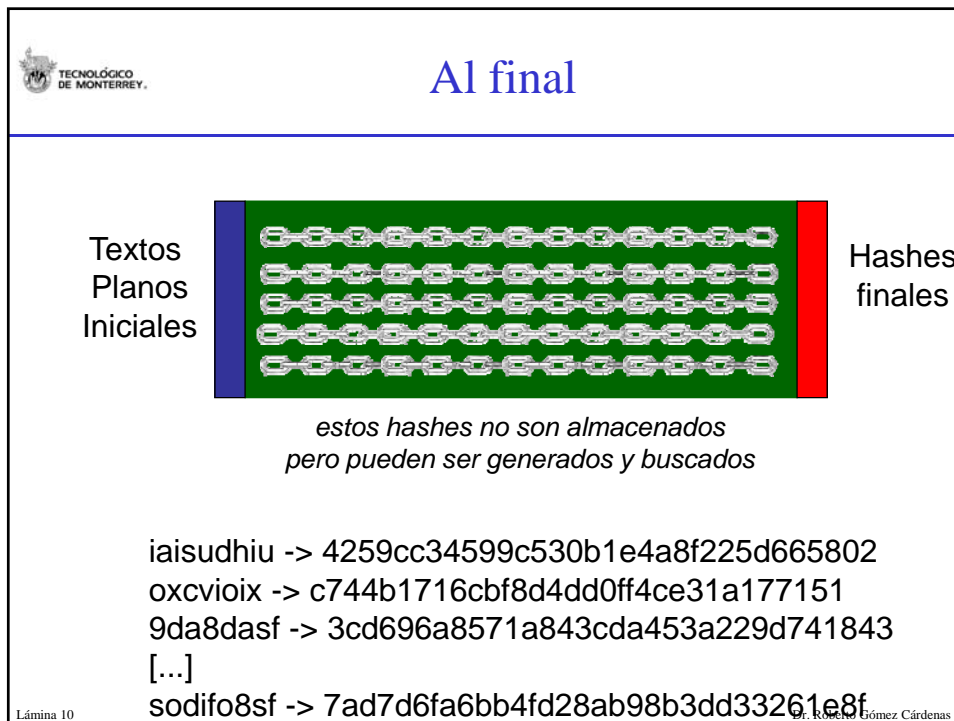 TECNOLÓGICO
DE MONTERREY.
Al final
Textos
Planos
Iniciales
Hashes
finales
estos hashes no son almacenados
pero pueden ser generados y buscados
iaisudhiu -> 4259cc34599c530b1e4a8f225d665802
oxcvioix -> c744b1716cbf8d4dd0ff4ce31a177151
9da8dasf -> 3cd696a8571a843cda453a229d741843
[...]
sodifo8sf -> 7ad7d6fa6bb4fd28ab98b3dd33261e8f
Lámina 10
Dr. Roberto Gómez Cárdenas